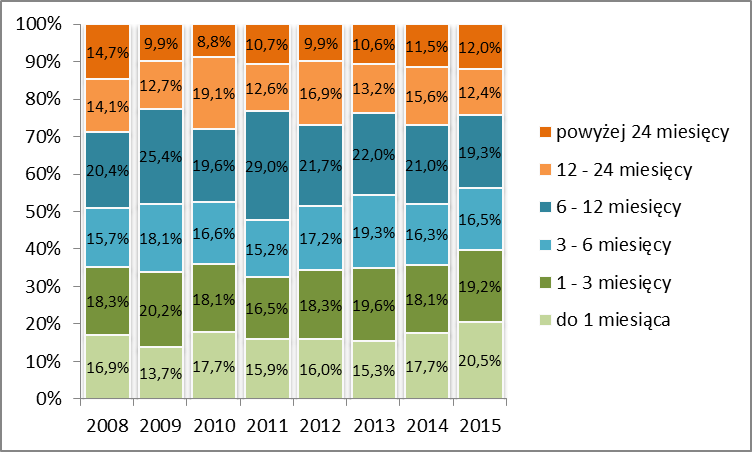 100%
90%
80%
70%
60%
50%
40%
30%
20%
10%
0%
14,7% 9,9% 8,8% 10,7% 9,9% 10,6% 11,5% 12,0%
14,1% 12,7% 19,1% 12,6% 16,9% 13,2% 15,6% 12,4%
20,4% 25,4% 19,6% 29,0% 21,7% 22,0% 21,0% 19,3%
15,7% 18,1% 16,6% 15,2% 17,2% 19,3% 16,3% 16,5%
18,3% 20,2% 18,1% 16,5% 18,3% 19,6% 18,1% 19,2%
16,9% 13,7% 17,7% 15,9% 16,0% 15,3% 17,7% 20,5%
2008 2009 2010 2011 2012 2013 2014 2015
powyżej 24 miesięcy
12 - 24 miesięcy
6 - 12 miesięcy
3 - 6 miesięcy
1 - 3 miesięcy
do 1 miesiąca